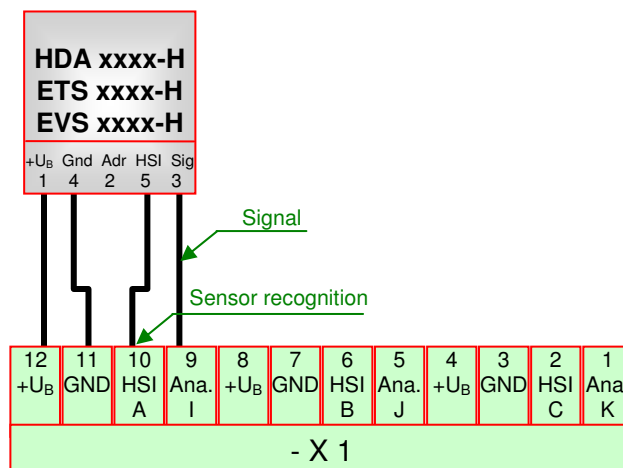 HDA xxxx-H
ETS xxxx-H
EVS xxxx-H
+UB Gnd Adr HSI Sig
1 4 2 5 3
Signal
Sensor recognition
12 11 10 9 8 7 6 5 4 3 2 1
+UB GND HSI Ana. +UB GND HSI Ana. +UB GND HSI Ana
A I B J C K
- X 1